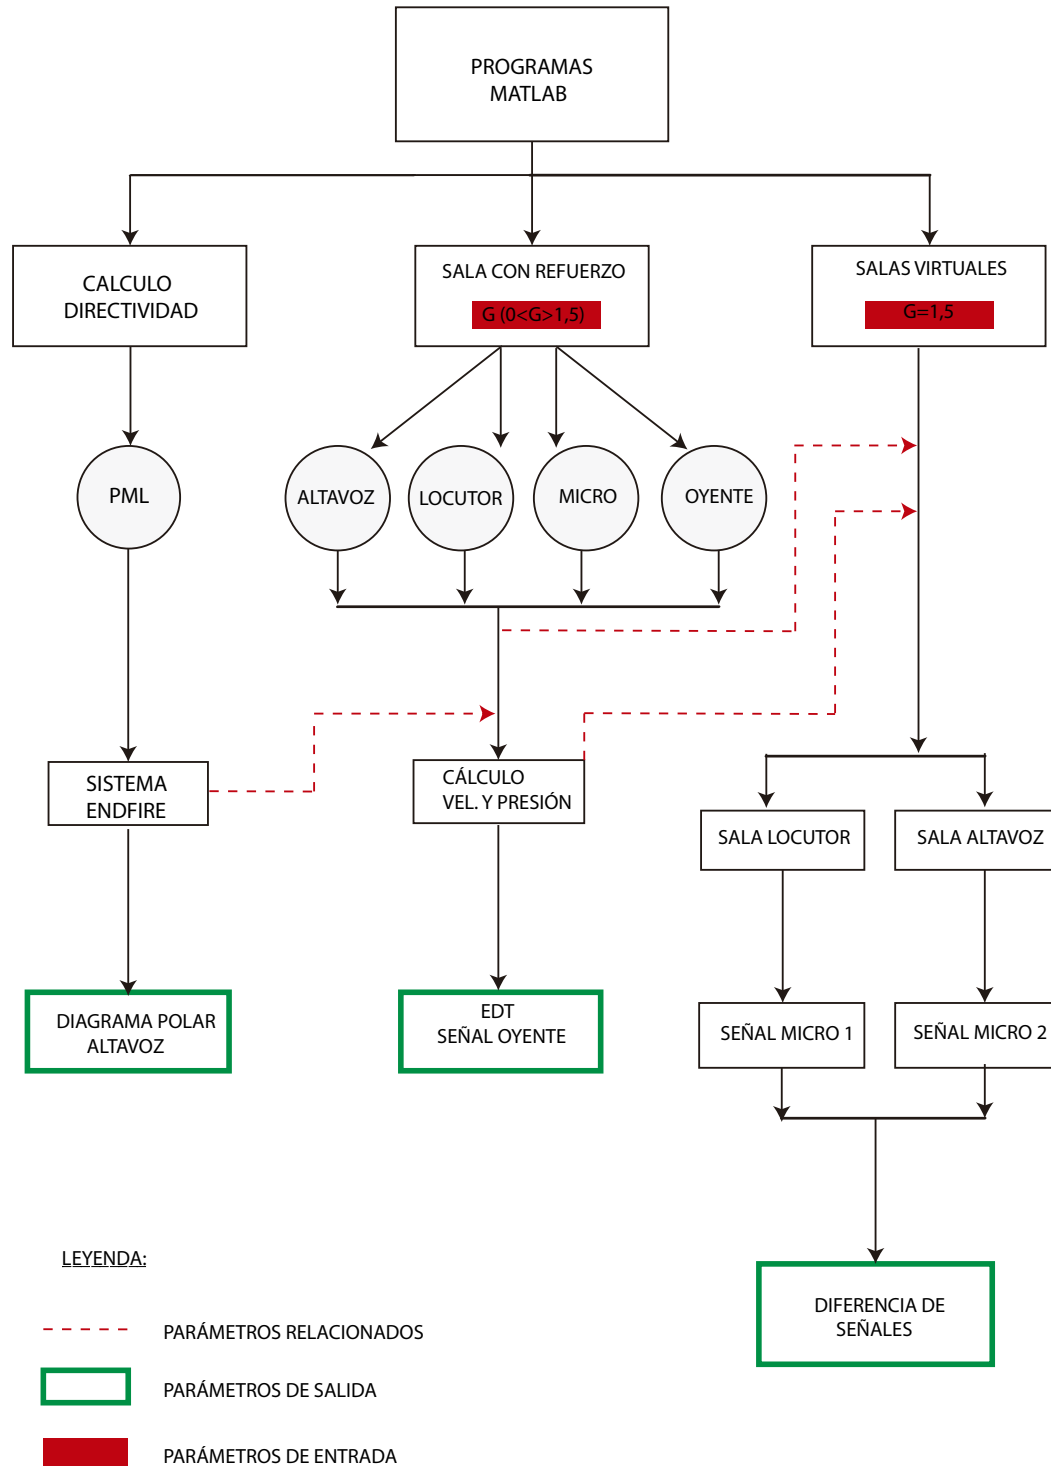 PROGRAMAS
MATLAB
CALCULO
DIRECTIVIDAD
SALA CON REFUERZO
G (0<G>1,5)
SALAS VIRTUALES
G=1,5
PML
ALTAVOZ
LOCUTOR
MICRO
OYENTE
SISTEMA
ENDFIRE
CÁLCULO
VEL. Y PRESIÓN
SALA LOCUTOR
SALA ALTAVOZ
DIAGRAMA POLAR
ALTAVOZ
EDT
SEÑAL OYENTE
SEÑAL MICRO 1
SEÑAL MICRO 2
DIFERENCIA DE
SEÑALES
LEYENDA:
PARÁMETROS RELACIONADOS
PARÁMETROS DE SALIDA
PARÁMETROS DE ENTRADA